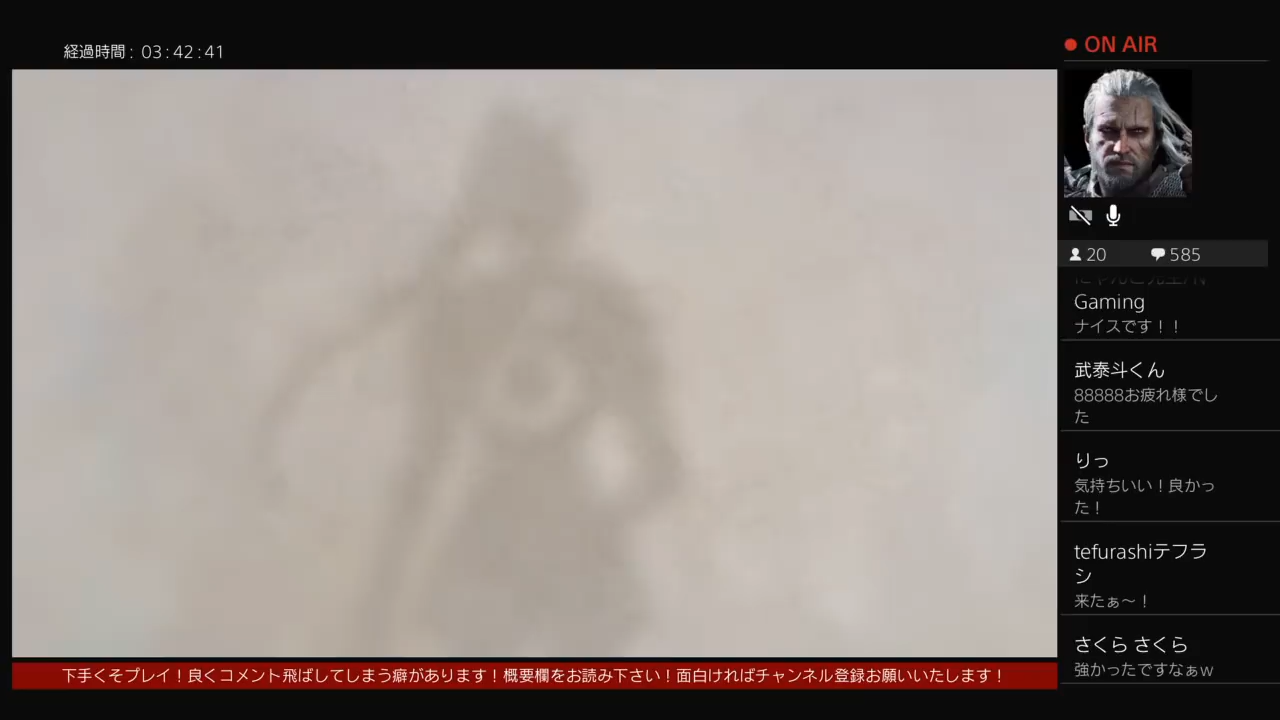 経過時間 : 03:42:41
ON AIR
20
585
Gaming
ナイスです！！
武泰斗くん
88888お疲れ様でし
た
りっ
気持ちいい！良かっ
た！
tefurashiテフラ
シ
来たぁ〜！
さくら さくら
強かったですなぁw
下手くそプレイ！良くコメント飛ばしてしまう癖があります！概要欄をお読み下さい！面白ければチャンネル登録お願いいたします！